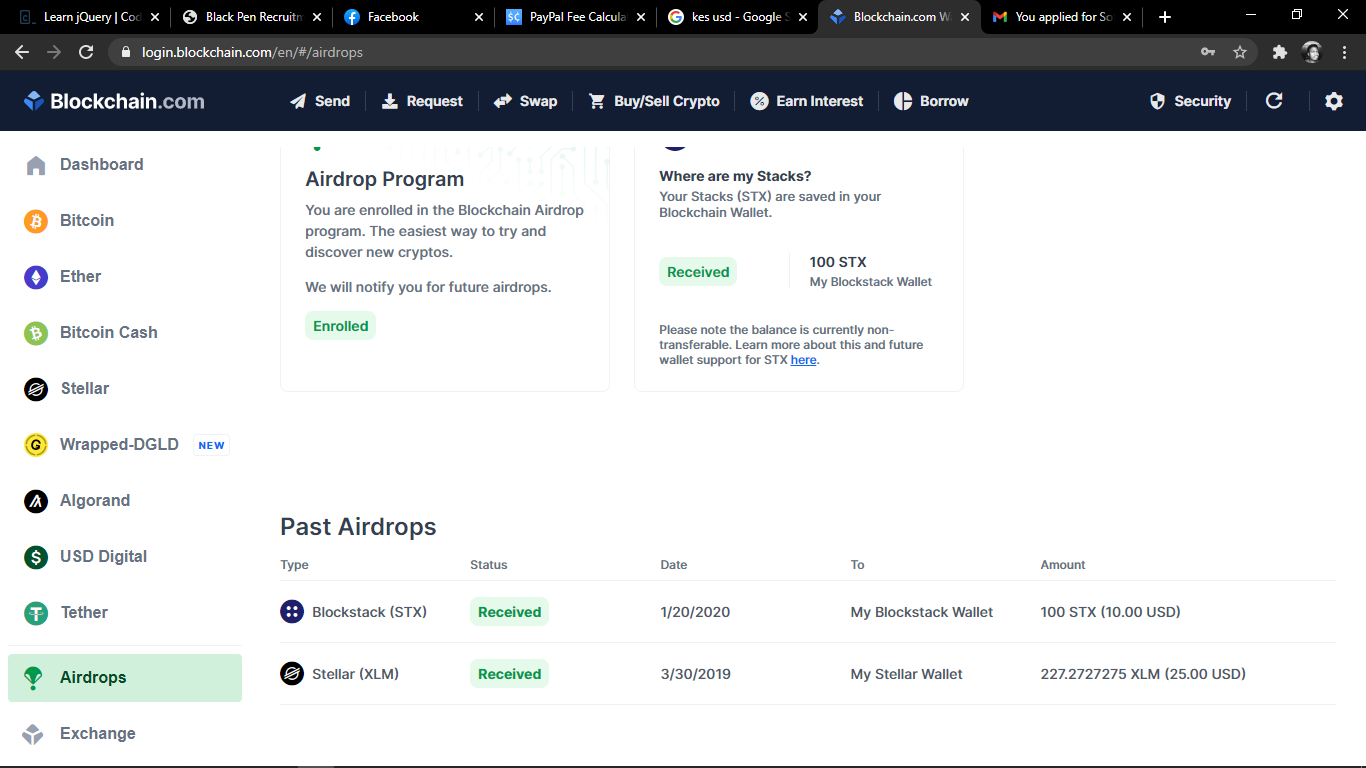 Learn jQuery | Cod
Black Pen Recruitm
Facebook
PayPal Fee Calcula
kes usd - Google S
Blockchain.com W
You applied for So
login.blockchain.com/en/#/airdrops
Blockchain.com
Send
Request
Swap
Buy/Sell Crypto
Earn Interest
Borrow
Security
Dashboard
Bitcoin
Ether
Bitcoin Cash
Stellar
Wrapped-DGLD NEW
Algorand
USD Digital
Tether
Airdrops
Exchange
Airdrop Program
You are enrolled in the Blockchain Airdrop
program. The easiest way to try and
discover new cryptos.
We will notify you for future airdrops.
Enrolled
Where are my Stacks?
Your Stacks (STX) are saved in your
Blockchain Wallet.
Received
100 STX
My Blockstack Wallet
Please note the balance is currently non-
transferable. Learn more about this and future
wallet support for STX here.
Past Airdrops
Type Status Date To Amount
Blockstack (STX) Received 1/20/2020 My Blockstack Wallet 100 STX (10.00 USD)
Stellar (XLM) Received 3/30/2019 My Stellar Wallet 227.2727275 XLM (25.00 USD)